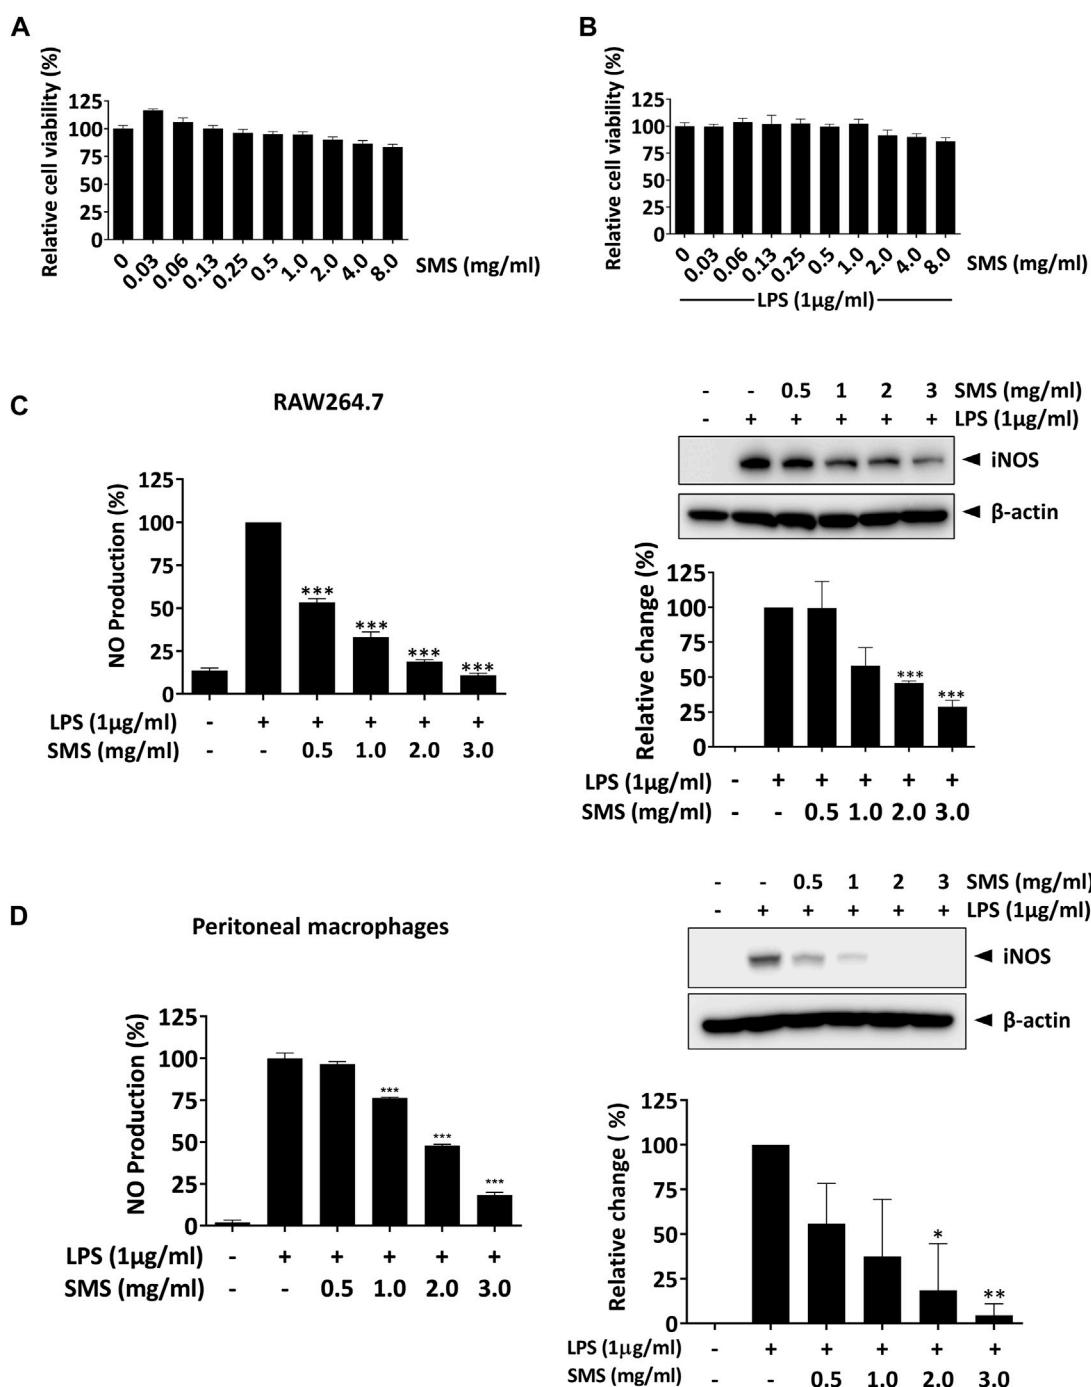 A
Relative cell viability (%)
125
100
75
50
25
0
0 0.03 0.06 0.13 0.25 0.5 1.0 2.0 4.0 8.0 SMS (mg/ml)
B
Relative cell viability (%)
125
100
75
50
25
0
0 0.03 0.06 0.13 0.25 0.5 1.0 2.0 4.0 8.0 SMS (mg/ml)
LPS (1μg/ml)
C
RAW264.7
NO Production (%)
125
100
75
50
25
0
*** *** *** ***
LPS (1μg/ml) - + + + + +
SMS (mg/ml) - - 0.5 1.0 2.0 3.0
- - 0.5 1 2 3 SMS (mg/ml)
- + + + + + LPS (1μg/ml)
iNOS
β-actin
Relative change (%)
125
100
75
50
25
0
*** ***
LPS (1μg/ml) - + + + + +
SMS (mg/ml) - - 0.5 1.0 2.0 3.0
D
Peritoneal macrophages
NO Production (%)
125
100
75
50
25
0
*** *** ***
LPS (1μg/ml) - + + + + +
SMS (mg/ml) - - 0.5 1.0 2.0 3.0
- - 0.5 1 2 3 SMS (mg/ml)
- + + + + + LPS (1μg/ml)
iNOS
β-actin
Relative change ( %)
125
100
75
50
25
0
* **
LPS (1μg/ml) - + + + + +
SMS (mg/ml) - - 0.5 1.0 2.0 3.0